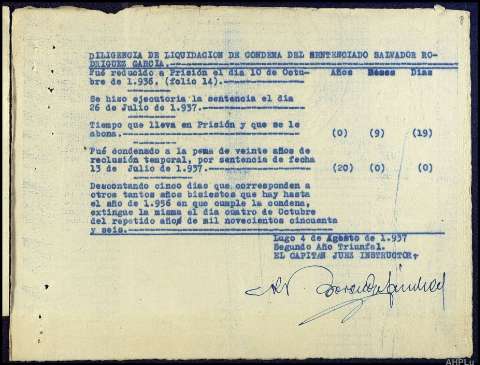 DILIGENCIA DE LIQUIDACION DE CONDENA DEL SENTENCIADO SALVADOR RO-
DRIGUEZ GARCIA.
Fué reducido a Prisión el dia 10 de Octu- Años Meses Dias
bre de 1.936, (folio 14).
Se hizo ejecutoria la sentencia el dia
26 de Julio de 1.937.
Tiempo que lleva en Prisión y que se le
abona. (0) (9) (19)
Fué condenado a la pena de veinte años de
reclusión temporal, por sentencia de fecha
13 de Julio de 1.937. (20) (0) (0)
Descontando cinco dias que corresponden a
otros tantos años bisiestos que hay hasta
el año de 1.956 en que cumple la condena,
extingue la misma el dia cuatro de Octubre
del repetido año de mil novecientos cincuenta
y seis.
Lugo 4 de Agosto de 1.937
Segundo Año Triunfal.
EL CAPITAN JUEZ INSTRUCTOR
AHPLu